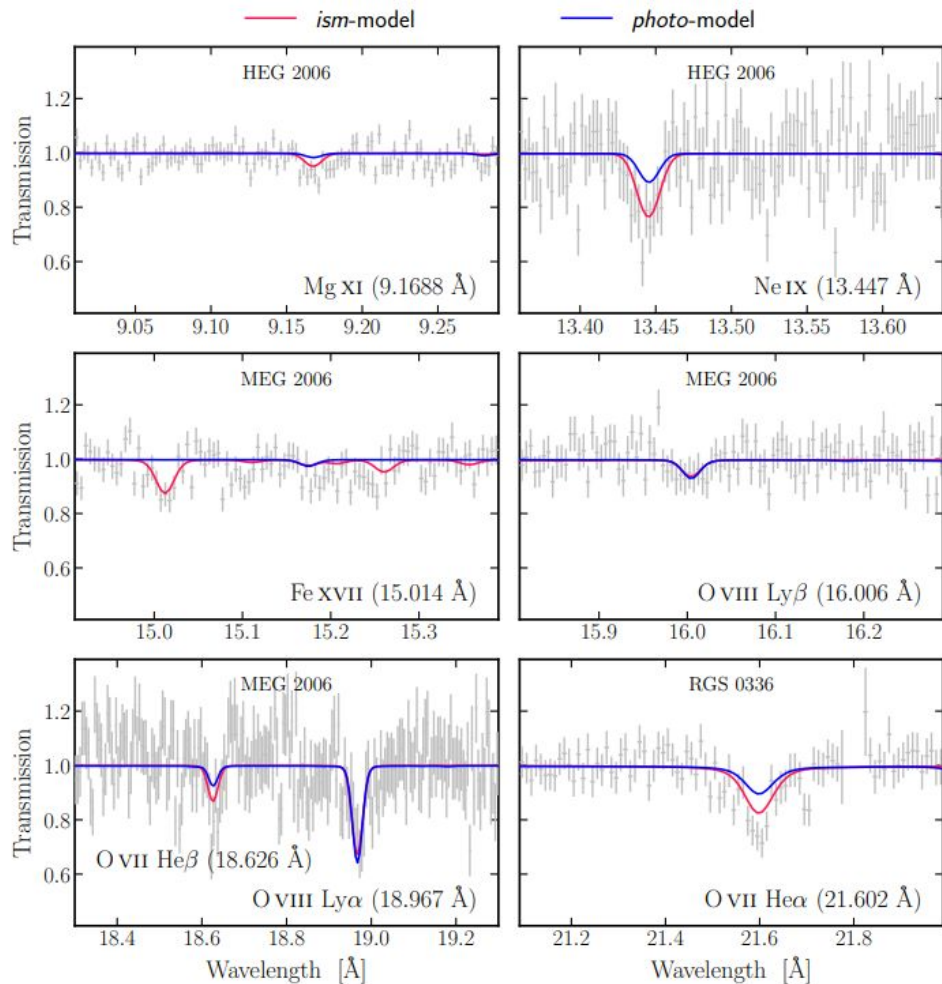 ism-model photo-model
HEG 2006
Transmission
1.2
1.0
0.8
0.6
Mg XI (9.1688 Å)
9.05 9.10 9.15 9.20 9.25
HEG 2006
Ne IX (13.447 Å)
13.40 13.45 13.50 13.55 13.60
MEG 2006
Transmission
1.2
1.0
0.8
0.6
Fe XVII (15.014 Å)
15.0 15.1 15.2 15.3
MEG 2006
O VIII Lyβ (16.006 Å)
15.9 16.0 16.1 16.2
MEG 2006
Transmission
1.2
1.0
0.8
0.6
O VII Heβ (18.626 Å)
O VIII Lyα (18.967 Å)
18.4 18.6 18.8 19.0 19.2
Wavelength [Å]
RGS 0336
O VII Heα (21.602 Å)
21.2 21.4 21.6 21.8
Wavelength [Å]